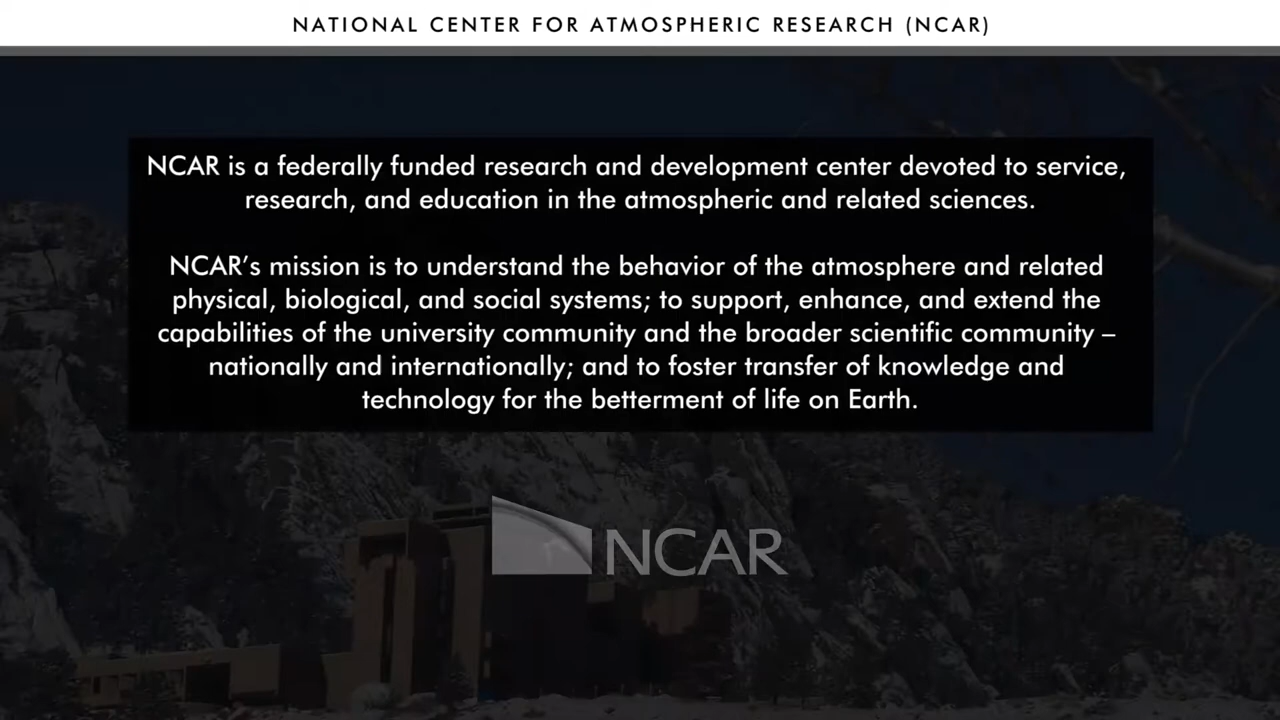 NATIONAL CENTER FOR ATMOSPHERIC RESEARCH (NCAR)
NCAR is a federally funded research and development center devoted to service,
research, and education in the atmospheric and related sciences.
NCAR’s mission is to understand the behavior of the atmosphere and related
physical, biological, and social systems; to support, enhance, and extend the
capabilities of the university community and the broader scientific community –
nationally and internationally; and to foster transfer of knowledge and
technology for the betterment of life on Earth.
NCAR